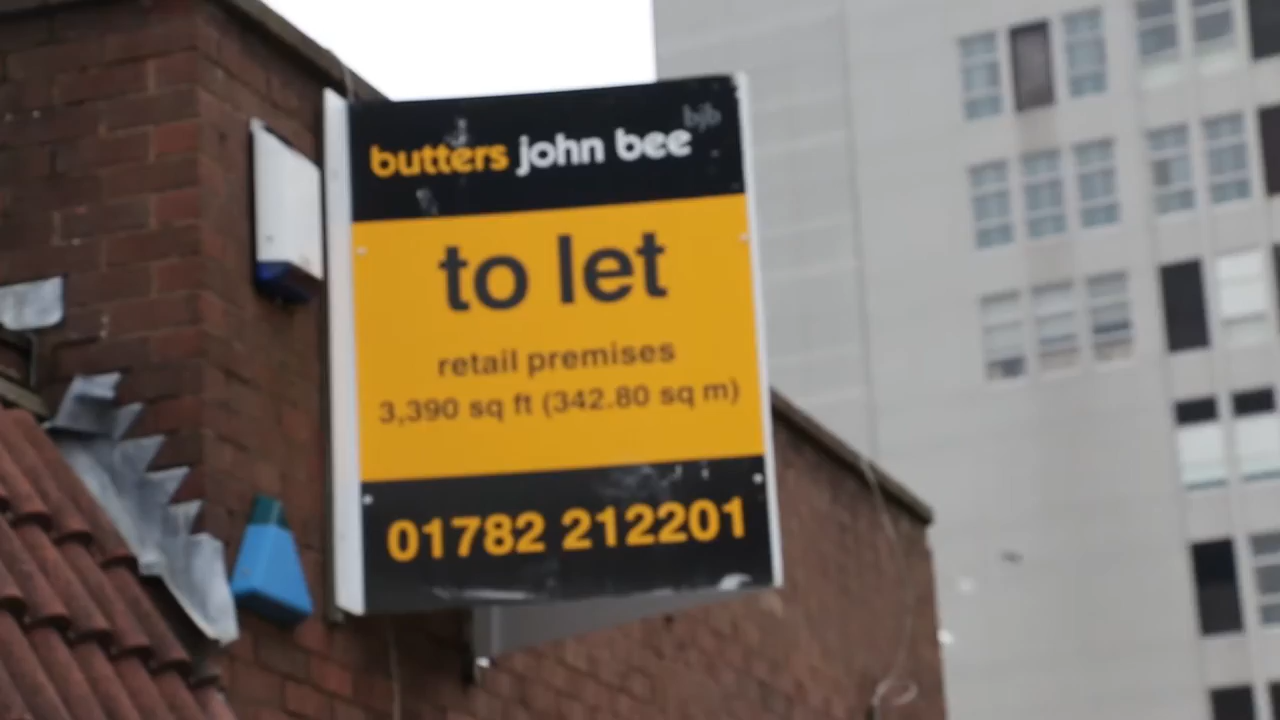 bjb
butters john bee
to let
retail premises
3,390 sq ft (342.80 sq m)
01782 212201